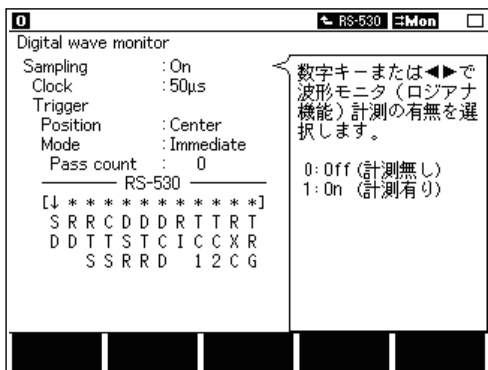 0 RS-530 Mon
Digital wave monitor
Sampling :On
Clock :50μs
Trigger
Position :Center
Mode :Immediate
Pass count : 0
RS-530
[↓ * * * * * * * * * * *]
S R R C D D D R T T R T
D D T T S T C I C C X R
S S R R D 1 2 C G
数字キーまたは◀▶で
波形モニタ(ロジアナ
機能)計測の有無を選
択します。
0:Off(計測無し)
1:On (計測有り)